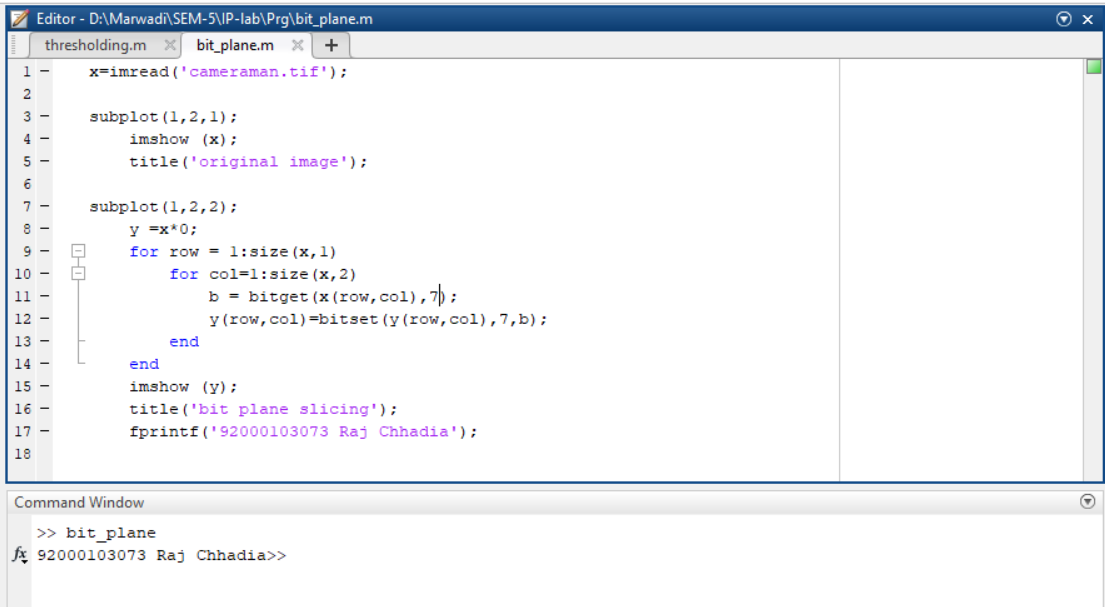 Editor - D:\Marwadi\SEM-5\IP-lab\Prg\bit_plane.m
thresholding.m bit_plane.m +
1 - x=imread('cameraman.tif');
2
3 - subplot(1,2,1);
4 - imshow (x);
5 - title('original image');
6
7 - subplot(1,2,2);
8 - y =x*0;
9 - for row = 1:size(x,1)
10 - for col=1:size(x,2)
11 - b = bitget(x(row,col),7);
12 - y(row,col)=bitset(y(row,col),7,b);
13 - end
14 - end
15 - imshow (y);
16 - title('bit plane slicing');
17 - fprintf('92000103073 Raj Chhadia');
18
Command Window
>> bit_plane
fx 92000103073 Raj Chhadia>>